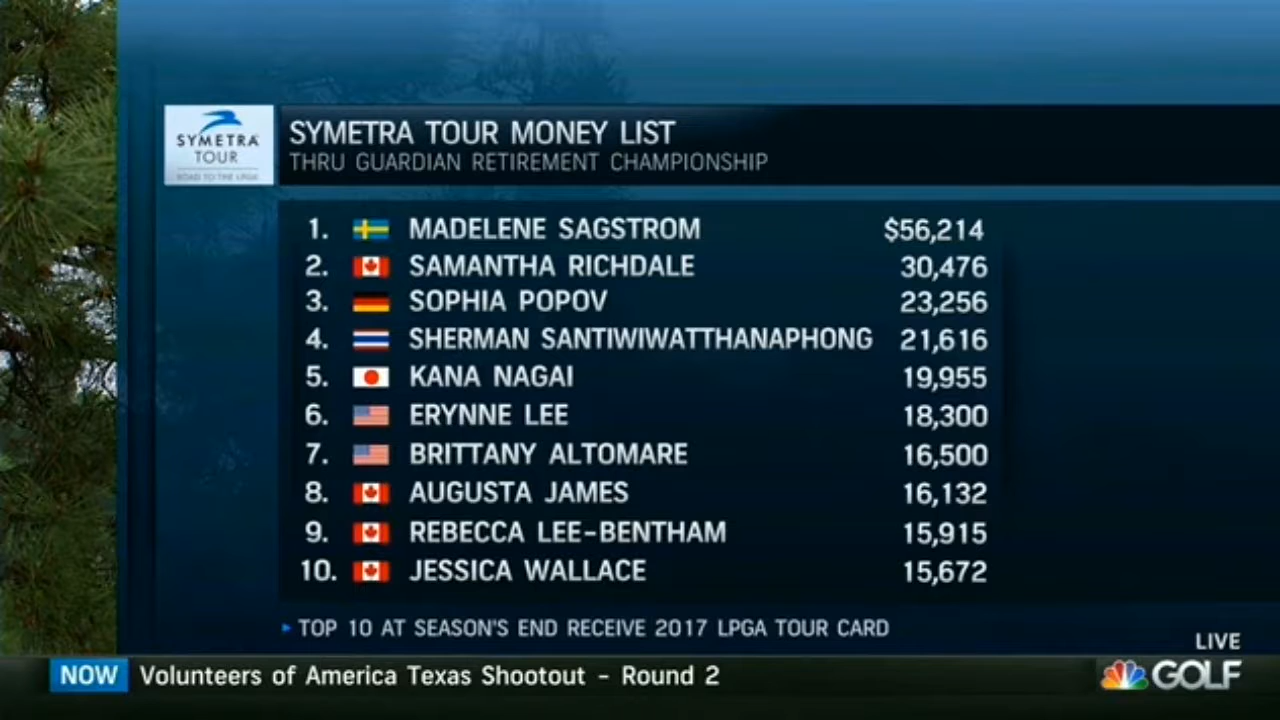 SYMETRA
TOUR
ROAD TO THE LPGA
SYMETRA TOUR MONEY LIST
THRU GUARDIAN RETIREMENT CHAMPIONSHIP
1. MADELENE SAGSTROM $56,214
2. SAMANTHA RICHDALE 30,476
3. SOPHIA POPOV 23,256
4. SHERMAN SANTIWIWATTHANAPHONG 21,616
5. KANA NAGAI 19,955
6. ERYNNE LEE 18,300
7. BRITTANY ALTOMARE 16,500
8. AUGUSTA JAMES 16,132
9. REBECCA LEE-BENTHAM 15,915
10. JESSICA WALLACE 15,672
TOP 10 AT SEASON'S END RECEIVE 2017 LPGA TOUR CARD
LIVE
NOW Volunteers of America Texas Shootout - Round 2 GOLF